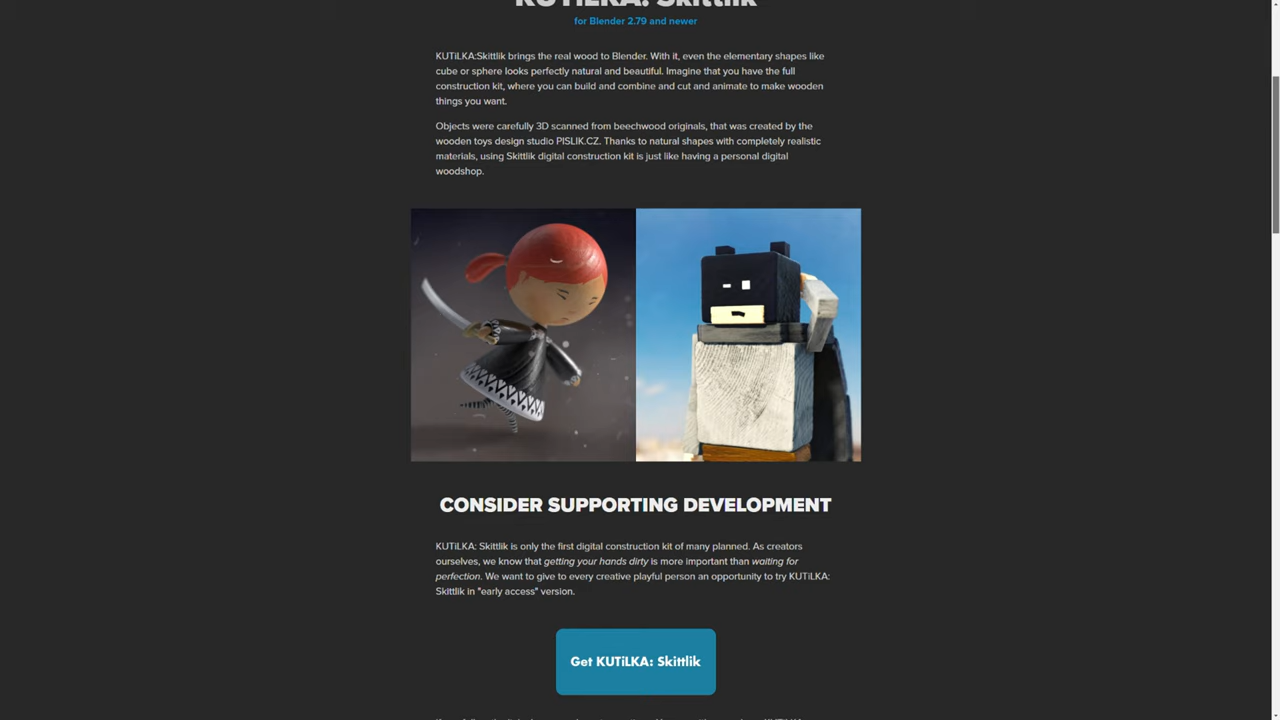 KUTiLKA: Skittlik
for Blender 2.79 and newer
KUTiLKA:Skittlik brings the real wood to Blender. With it, even the elementary shapes like
cube or sphere looks perfectly natural and beautiful. Imagine that you have the full
construction kit, where you can build and combine and cut and animate to make wooden
things you want.
Objects were carefully 3D scanned from beechwood originals, that was created by the
wooden toys design studio PISLIK.CZ. Thanks to natural shapes with completely realistic
materials, using Skittlik digital construction kit is just like having a personal digital
woodshop.
CONSIDER SUPPORTING DEVELOPMENT
KUTiLKA: Skittlik is only the first digital construction kit of many planned. As creators
ourselves, we know that getting your hands dirty is more important than waiting for
perfection. We want to give to every creative playful person an opportunity to try KUTiLKA:
Skittlik in "early access" version.
Get KUTiLKA: Skittlik